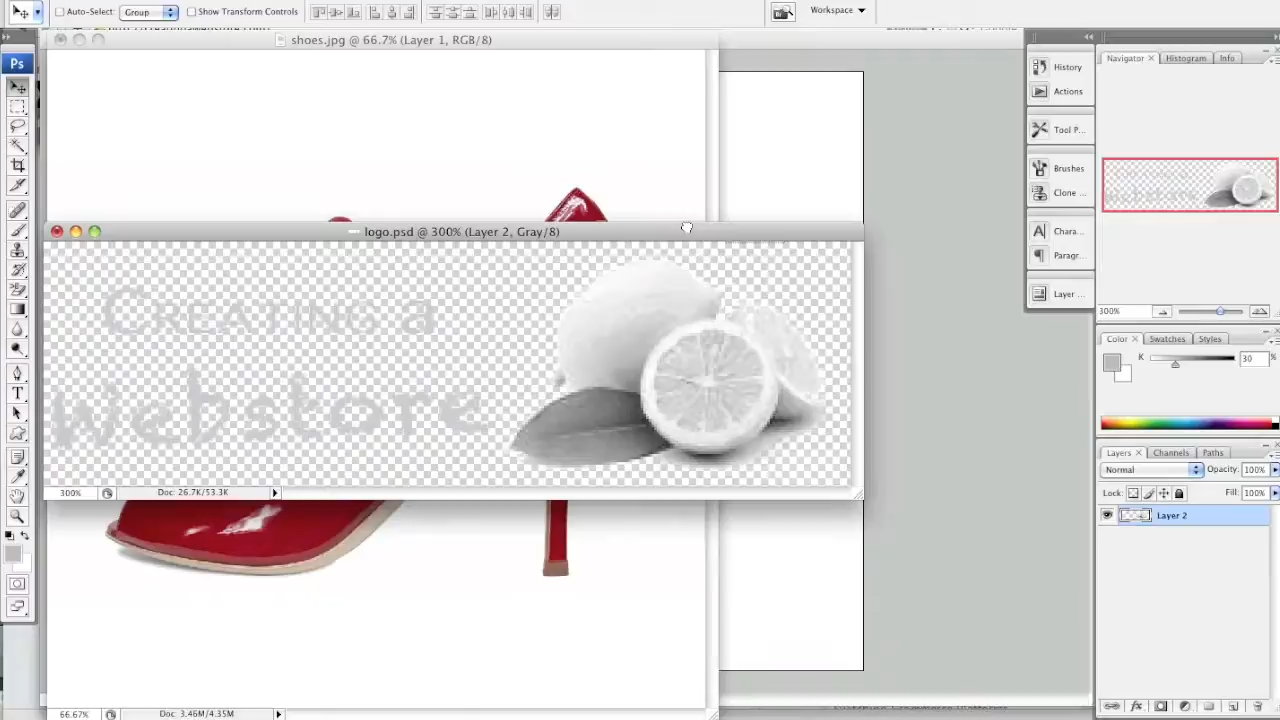 Auto-Select: Group Show Transform Controls Workspace
shoes.jpg @ 66.7% (Layer 1, RGB/8)
Ps
History
Actions
Tool P...
Brushes
Clone ...
Chara...
Paragr...
Layer ...
Navigator Histogram Info
300%
Color Swatches Styles
K 30 %
Layers Channels Paths
Normal Opacity: 100%
Lock: Fill: 100%
Layer 2
logo.psd @ 300% (Layer 2, Gray/8)
Webstore
300% Doc: 26.7K/53.3K
66.67% Doc: 3.46M/4.35M